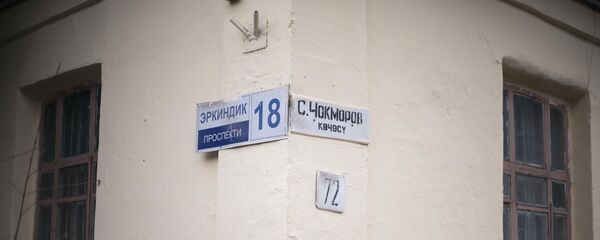 ЭРКИНДИК
ПРОСПЕКТИ
18
С. Чокморов
көчөсү
72